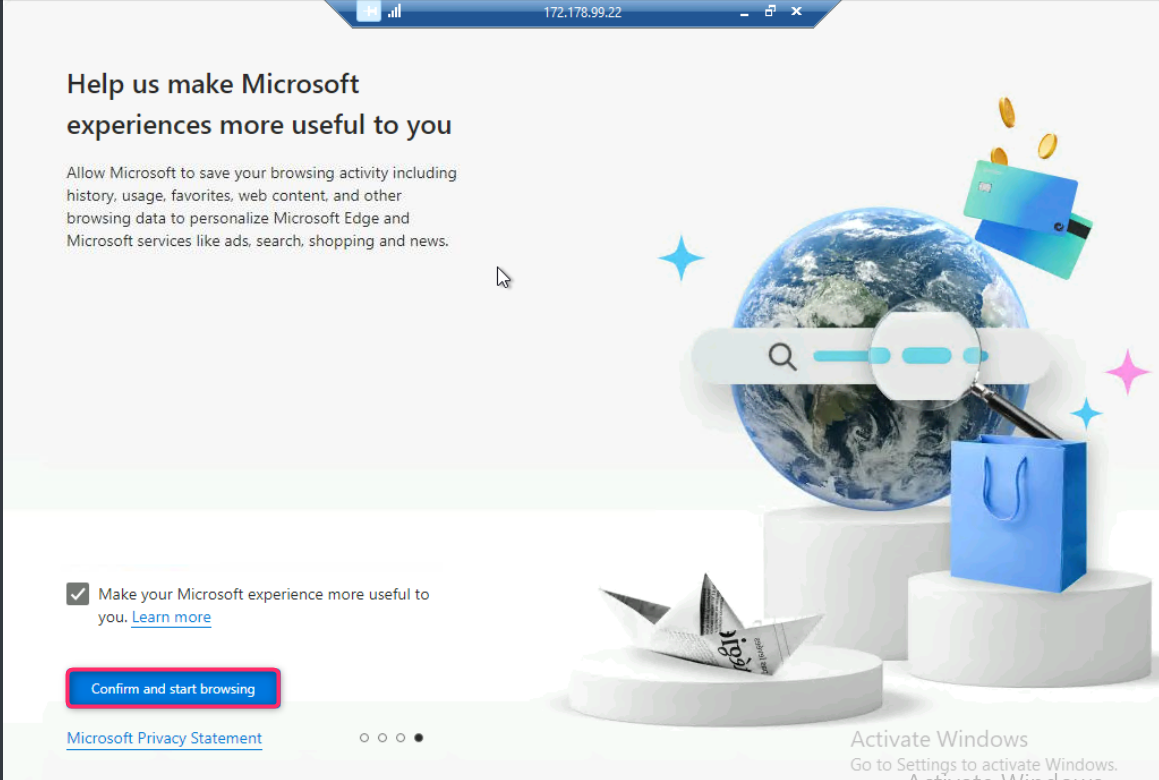 172.178.99.22
Help us make Microsoft
experiences more useful to you
Allow Microsoft to save your browsing activity including
history, usage, favorites, web content, and other
browsing data to personalize Microsoft Edge and
Microsoft services like ads, search, shopping and news.
Make your Microsoft experience more useful to
you. Learn more
Confirm and start browsing
Microsoft Privacy Statement
Activate Windows
Go to Settings to activate Windows.
Activate Windows